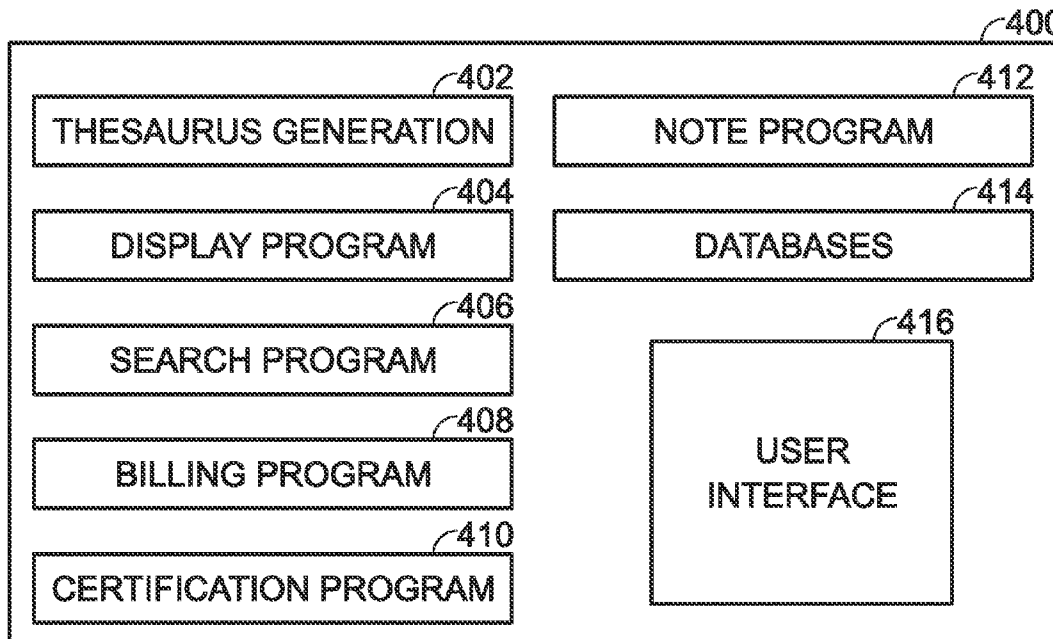 400
402
THESAURUS GENERATION
404
DISPLAY PROGRAM
406
SEARCH PROGRAM
408
BILLING PROGRAM
410
CERTIFICATION PROGRAM
412
NOTE PROGRAM
414
DATABASES
416
USER
INTERFACE